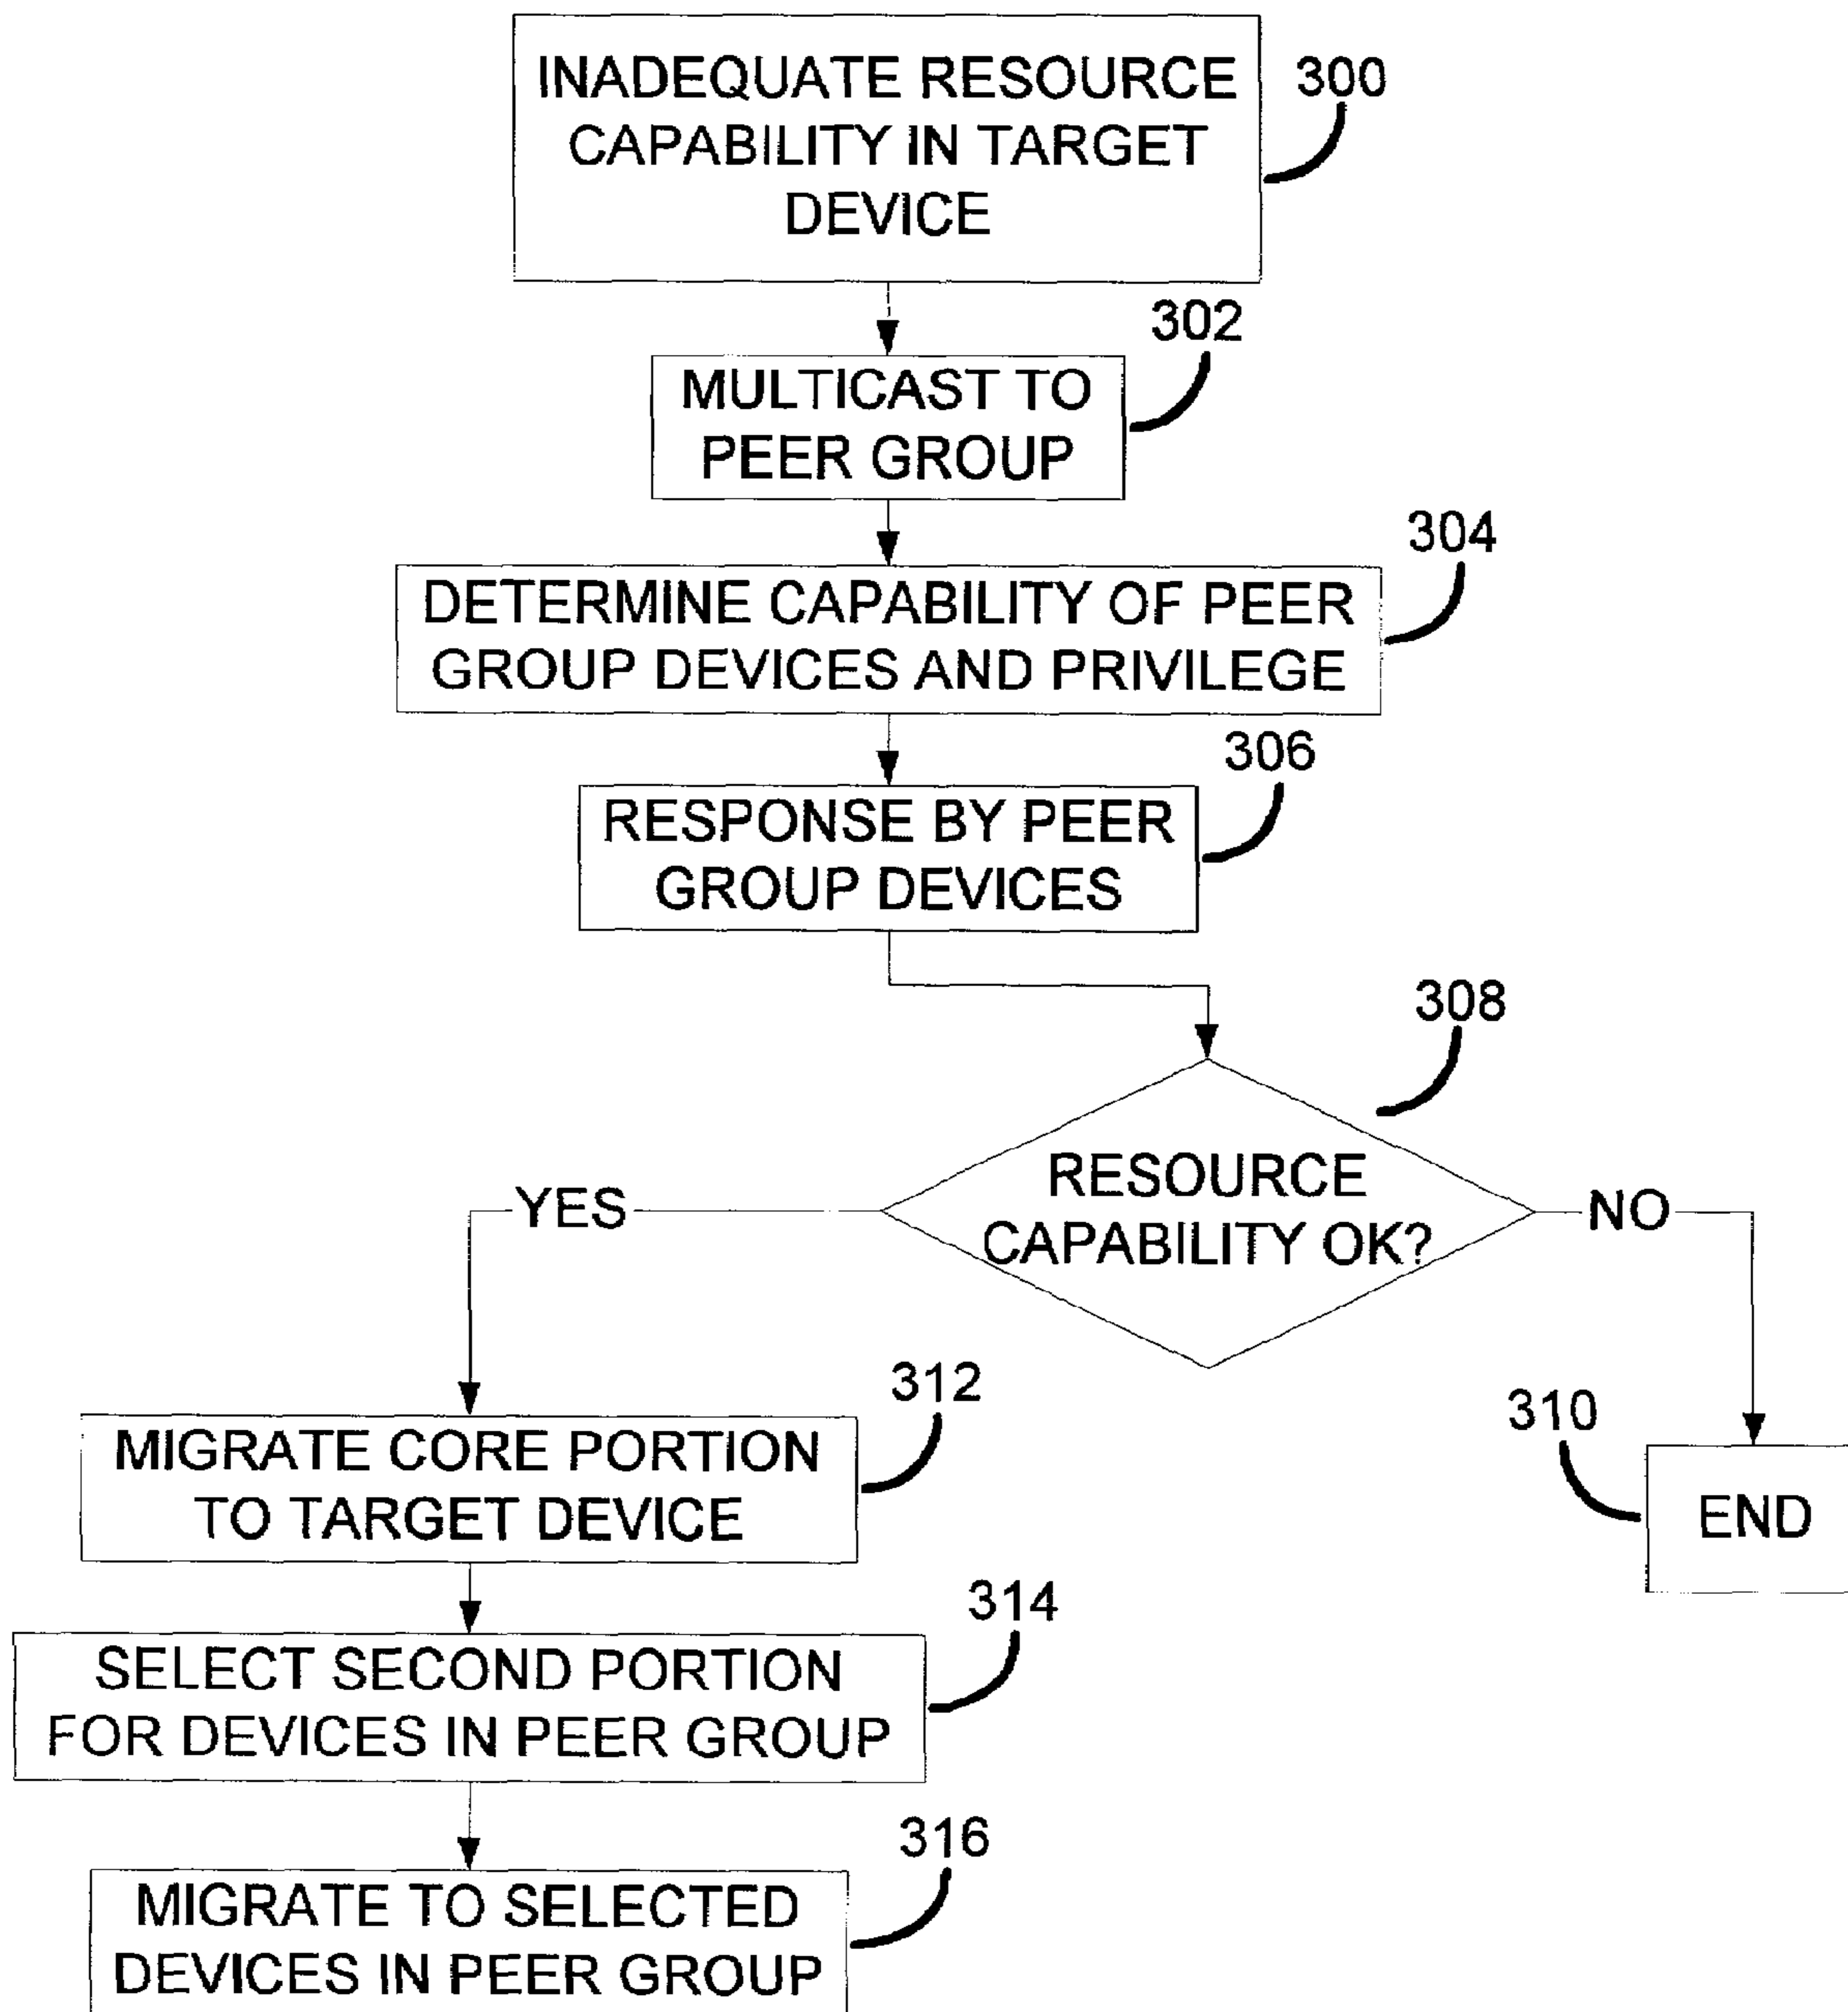 INADEQUATE RESOURCE
CAPABILITY IN TARGET
DEVICE
300
302
MULTICAST TO
PEER GROUP
304
DETERMINE CAPABILITY OF PEER
GROUP DEVICES AND PRIVILEGE
306
RESPONSE BY PEER
GROUP DEVICES
308
RESOURCE
CAPABILITY OK?
YES
NO
312
MIGRATE CORE PORTION
TO TARGET DEVICE
310
END
314
SELECT SECOND PORTION
FOR DEVICES IN PEER GROUP
316
MIGRATE TO SELECTED
DEVICES IN PEER GROUP